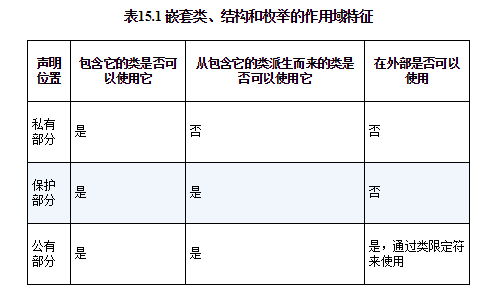 表15.1 嵌套类、结构和枚举的作用域特征
声明
位置
包含它的类是否可
以使用它
从包含它的类派生而来的类是
否可以使用它
在外部是否可以
使用
私有
部分
是
否
否
保护
部分
是
是
否
公有
部分
是
是
是，通过类限定符
来使用